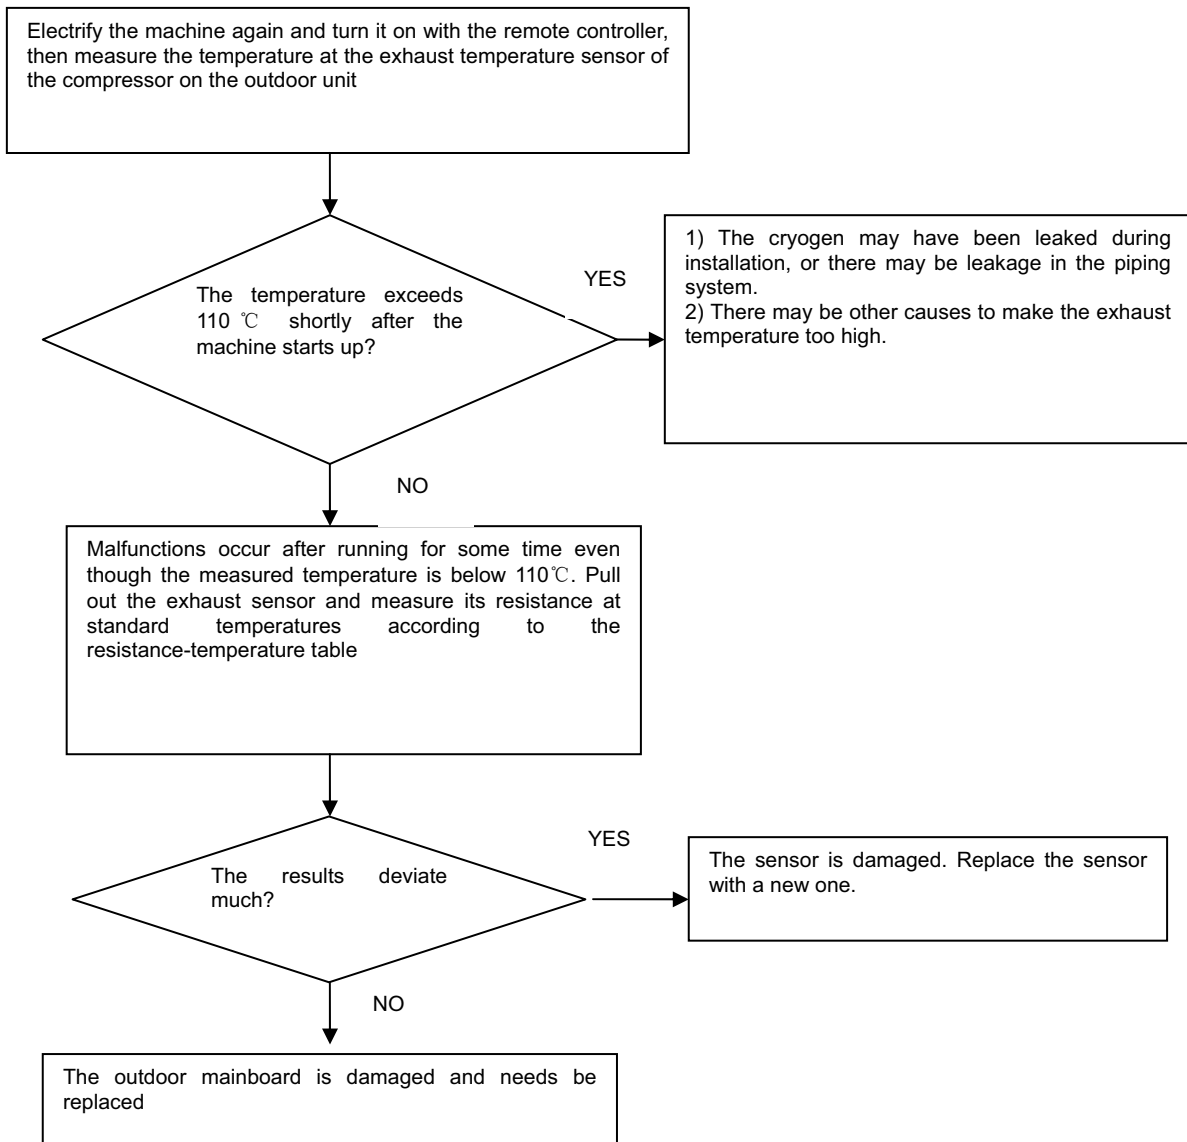 Electrify the machine again and turn it on with the remote controller,
then measure the temperature at the exhaust temperature sensor of
the compressor on the outdoor unit
The temperature exceeds
110 ℃ shortly after the
machine starts up?
YES
1) The cryogen may have been leaked during
installation, or there may be leakage in the piping
system.
2) There may be other causes to make the exhaust
temperature too high.
NO
Malfunctions occur after running for some time even
though the measured temperature is below 110℃. Pull
out the exhaust sensor and measure its resistance at
standard temperatures according to the
resistance-temperature table
The results deviate
much?
YES
The sensor is damaged. Replace the sensor
with a new one.
NO
The outdoor mainboard is damaged and needs be
replaced